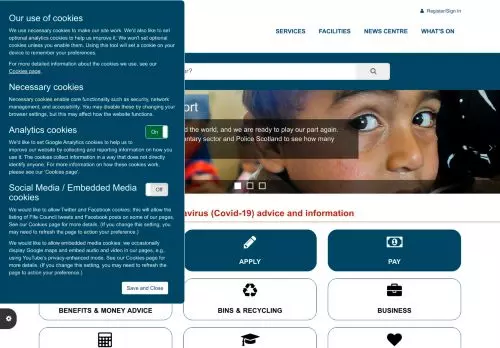 Our use of cookies
We use necessary cookies to make our site work. We'd also like to set
optional analytics cookies to help us improve it. We won't set optional
cookies unless you enable them. Using this tool will set a cookie on your
device to remember your preferences.
For more detailed information about the cookies we use, see our
Cookies page.
Necessary cookies
Necessary cookies enable core functionality such as security, network
management, and accessibility. You may disable these by changing your
browser settings, but this may affect how the website functions.
Analytics cookies
On
We'd like to set Google Analytics cookies to help us to
improve our website by collecting and reporting information on how you
use it. The cookies collect information in a way that does not directly
identify anyone. For more information on how these cookies work,
please see our 'Cookies page'.
Social Media / Embedded Media
cookies
Off
We would like to allow Twitter and Facebook cookies: this will allow the
listing of Fife Council tweets and Facebook posts on some of our pages.
See our Cookies page for more details. (If you change this setting, you may
need to refresh the page to action your preference.)
We would like to allow embedded media cookies: we occasionally
display Google maps and embed audio and video in our pages, e.g.,
using YouTube's privacy-enhanced mode. See our Cookies page for
more details. (If you change this setting, you may need to refresh the
page to action your preference.)
Save and Close
Register/Sign in
SERVICES FACILITIES NEWS CENTRE WHAT'S ON
er?
ort
d the world, and we are ready to play our part again.
ntary sector and Police Scotland to see how many
avirus (Covid-19) advice and information
APPLY
PAY
BENEFITS & MONEY ADVICE
BINS & RECYCLING
BUSINESS